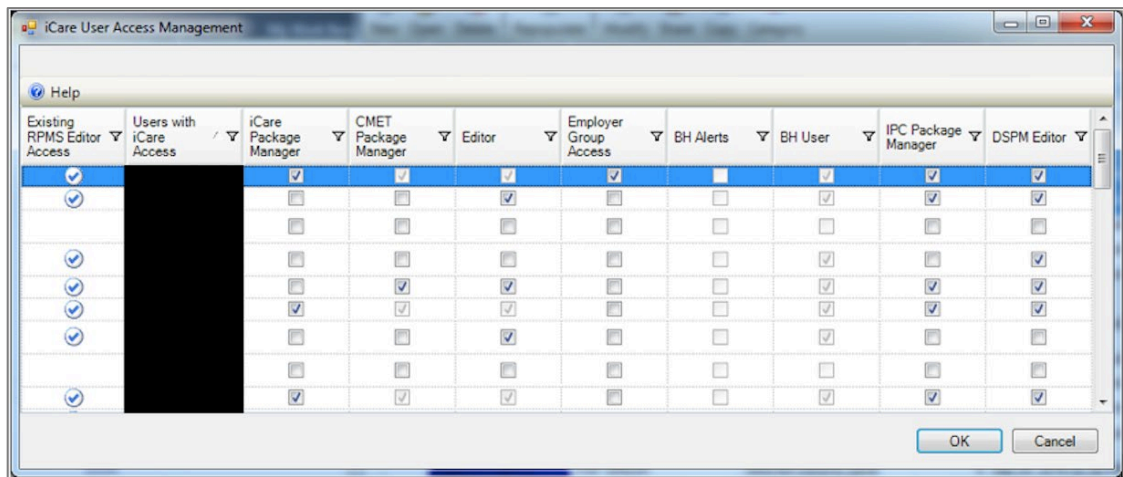 iCare User Access Management
Help
Existing RPMS Editor Access
Users with iCare Access
iCare Package Manager
CMET Package Manager
Editor
Employer Group Access
BH Alerts
BH User
IPC Package Manager
DSPM Editor
OK
Cancel